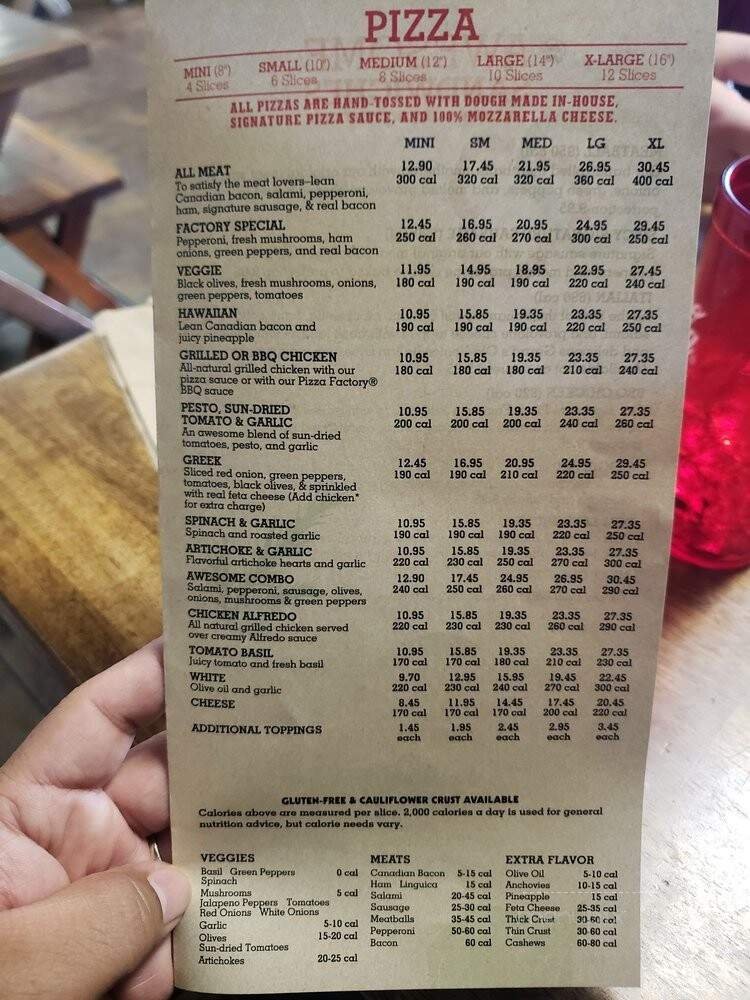 PIZZA
MINI (8") SMALL (10") MEDIUM (12") LARGE (14") X-LARGE (16")
4 Slices 6 Slices 8 Slices 10 Slices 12 Slices
ALL PIZZAS ARE HAND-TOSSED WITH DOUGH MADE IN-HOUSE,
SIGNATURE PIZZA SAUCE, AND 100% MOZZARELLA CHEESE.
MINI SM MED LG XL
ALL MEAT 12.90 17.45 21.95 26.95 30.45
To satisfy the meat lovers–lean 300 cal 320 cal 320 cal 360 cal 400 cal
Canadian bacon, salami, pepperoni,
ham, signature sausage, & real bacon
FACTORY SPECIAL 12.45 16.95 20.95 24.95 29.45
Pepperoni, fresh mushrooms, ham 250 cal 260 cal 270 cal 300 cal 250 cal
onions, green peppers, and real bacon
VEGGIE 11.95 14.95 18.95 22.95 27.45
Black olives, fresh mushrooms, onions, 180 cal 190 cal 190 cal 220 cal 240 cal
green peppers, tomatoes
HAWAIIAN 10.95 15.85 19.35 23.35 27.35
Lean Canadian bacon and 190 cal 190 cal 190 cal 220 cal 250 cal
juicy pineapple
GRILLED OR BBQ CHICKEN 10.95 15.85 19.35 23.35 27.35
All-natural grilled chicken with our 180 cal 180 cal 180 cal 210 cal 240 cal
pizza sauce or with our Pizza Factory®
BBQ sauce
PESTO, SUN-DRIED 10.95 15.85 19.35 23.35 27.35
TOMATO & GARLIC 200 cal 200 cal 200 cal 240 cal 260 cal
An awesome blend of sun-dried
tomatoes, pesto, and garlic
GREEK 12.45 16.95 20.95 24.95 29.45
Sliced red onion, green peppers, 190 cal 190 cal 210 cal 220 cal 250 cal
tomatoes, black olives, & sprinkled
with real feta cheese (Add chicken*
for extra charge)
SPINACH & GARLIC 10.95 15.85 19.35 23.35 27.35
Spinach and roasted garlic 190 cal 190 cal 190 cal 220 cal 250 cal
ARTICHOKE & GARLIC 10.95 15.85 19.35 23.35 27.35
Flavorful artichoke hearts and garlic 220 cal 230 cal 250 cal 270 cal 300 cal
AWESOME COMBO 12.90 17.45 24.95 26.95 30.45
Salami, pepperoni, sausage, olives, 240 cal 250 cal 260 cal 270 cal 290 cal
onions, mushrooms & green peppers
CHICKEN ALFREDO 10.95 15.85 19.35 23.35 27.35
All natural grilled chicken served 220 cal 230 cal 230 cal 260 cal 290 cal
over creamy Alfredo sauce
TOMATO BASIL 10.95 15.85 19.35 23.35 27.35
Juicy tomato and fresh basil 170 cal 170 cal 180 cal 210 cal 230 cal
WHITE 9.70 12.95 15.95 19.45 22.45
Olive oil and garlic 220 cal 230 cal 240 cal 270 cal 300 cal
CHEESE 8.45 11.95 14.45 17.45 20.45
170 cal 170 cal 170 cal 200 cal 220 cal
ADDITIONAL TOPPINGS 1.45 1.95 2.45 2.95 3.45
each each each each each
GLUTEN-FREE & CAULIFLOWER CRUST AVAILABLE
Calories above are measured per slice. 2,000 calories a day is used for general
nutrition advice, but calorie needs vary.
VEGGIES
Basil Green Peppers 0 cal
Spinach
Mushrooms 5 cal
Jalapeno Peppers Tomatoes
Red Onions White Onions
Garlic 5-10 cal
Olives 15-20 cal
Sun-dried Tomatoes
Artichokes 20-25 cal
MEATS
Canadian Bacon 5-15 cal
Ham Linguica 15 cal
Salami 20-45 cal
Sausage 25-30 cal
Meatballs 35-45 cal
Pepperoni 50-60 cal
Bacon 60 cal
EXTRA FLAVOR
Olive Oil 5-10 cal
Anchovies 10-15 cal
Pineapple 15 cal
Feta Cheese 25-35 cal
Thick Crust 30-60 cal
Thin Crust 30-60 cal
Cashews 60-80 cal